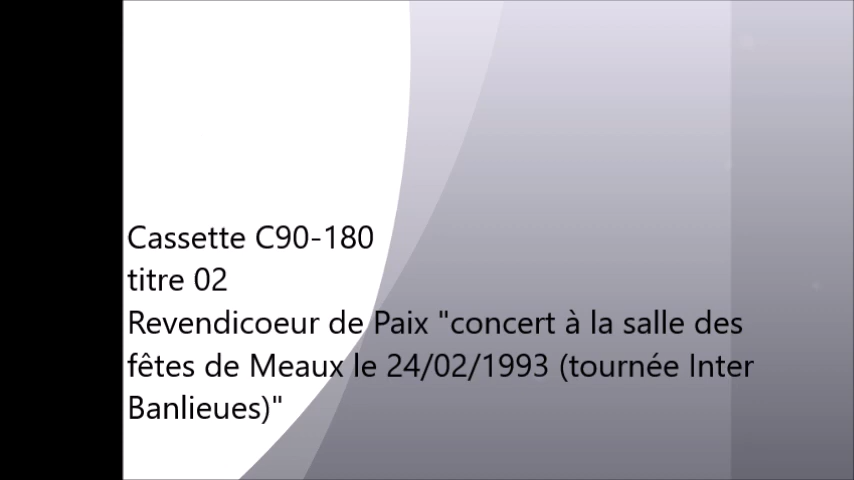 Cassette C90-180
titre 02
Revendicoeur de Paix "concert à la salle des
fêtes de Meaux le 24/02/1993 (tournée Inter
Banlieues)"